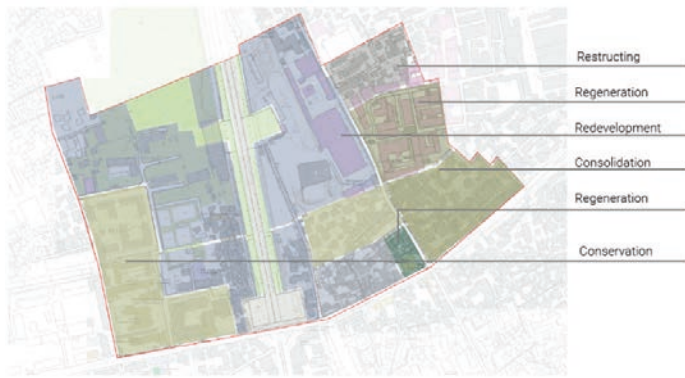 Restructing
Regeneration
Redevelopment
Consolidation
Regeneration
Conservation